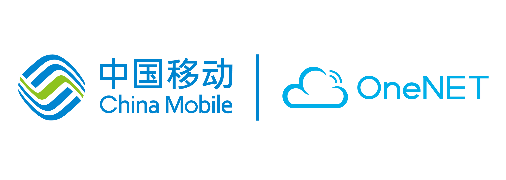 中国移动
China Mobile
OneNET